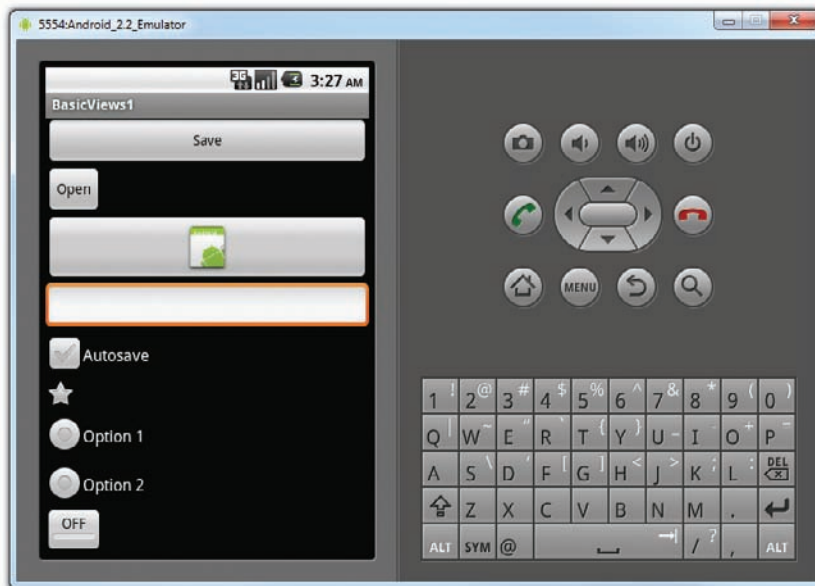 5554:Android_2.2_Emulator
3G 3:27 AM
BasicViews1
Save
Open
Autosave
Option 1
Option 2
OFF
MENU
1 ! 2 @ 3 # 4 $ 5 % 6 ^ 7 & 8 * 9 ( 0 )
Q | W ~ E " R ` T { Y } U _ I - O + P =
A S \ D ' F [ G ] H < J > K ; L : DEL
Z X C V B N M .
ALT SYM @ / ? , ALT